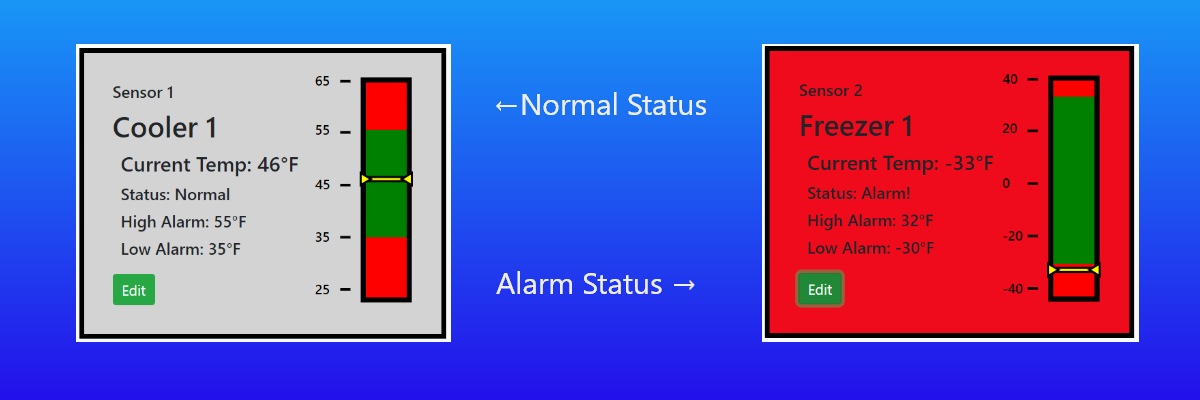 Sensor 1
Cooler 1
Current Temp: 46°F
Status: Normal
High Alarm: 55°F
Low Alarm: 35°F
Edit
65
55
45
35
25
←Normal Status
Alarm Status →
Sensor 2
Freezer 1
Current Temp: -33°F
Status: Alarm!
High Alarm: 32°F
Low Alarm: -30°F
Edit
40
20
0
-20
-40